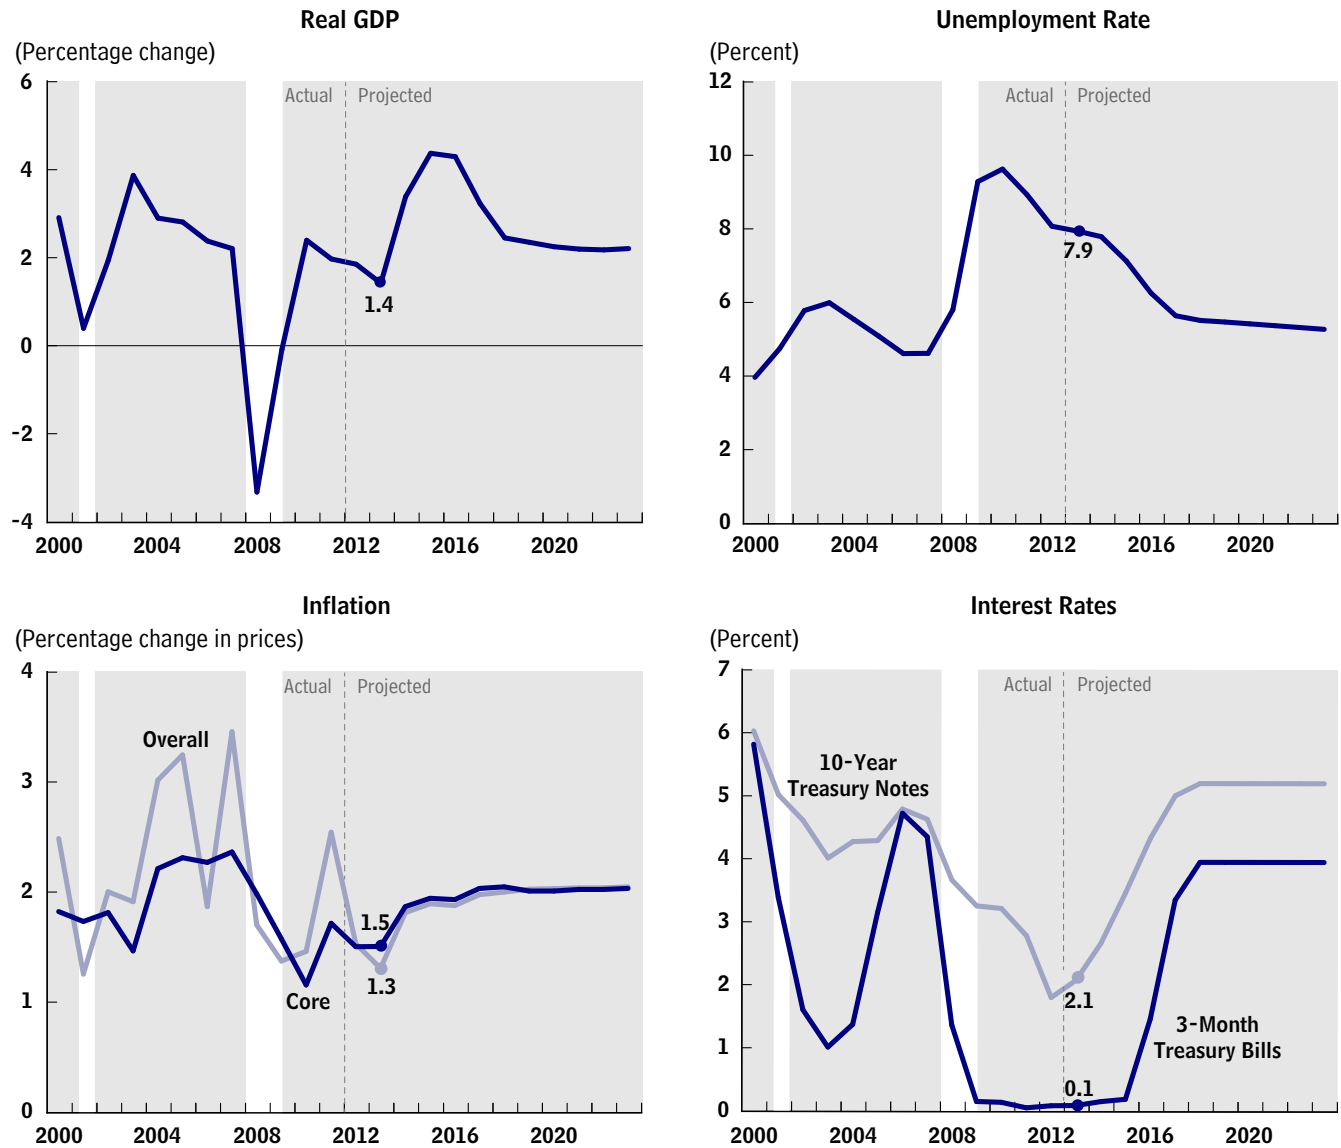 Real GDP
(Percentage change)
6
4
2
0
-2
-4
Actual
Projected
1.4
2000
2004
2008
2012
2016
2020
Unemployment Rate
(Percent)
12
10
8
6
4
2
0
Actual
Projected
7.9
2000
2004
2008
2012
2016
2020
Inflation
(Percentage change in prices)
4
3
2
1
0
Actual
Projected
Overall
1.5
1.3
Core
2000
2004
2008
2012
2016
2020
Interest Rates
(Percent)
7
6
5
4
3
2
1
0
Actual
Projected
10-Year
Treasury Notes
2.1
3-Month
Treasury Bills
0.1
2000
2004
2008
2012
2016
2020